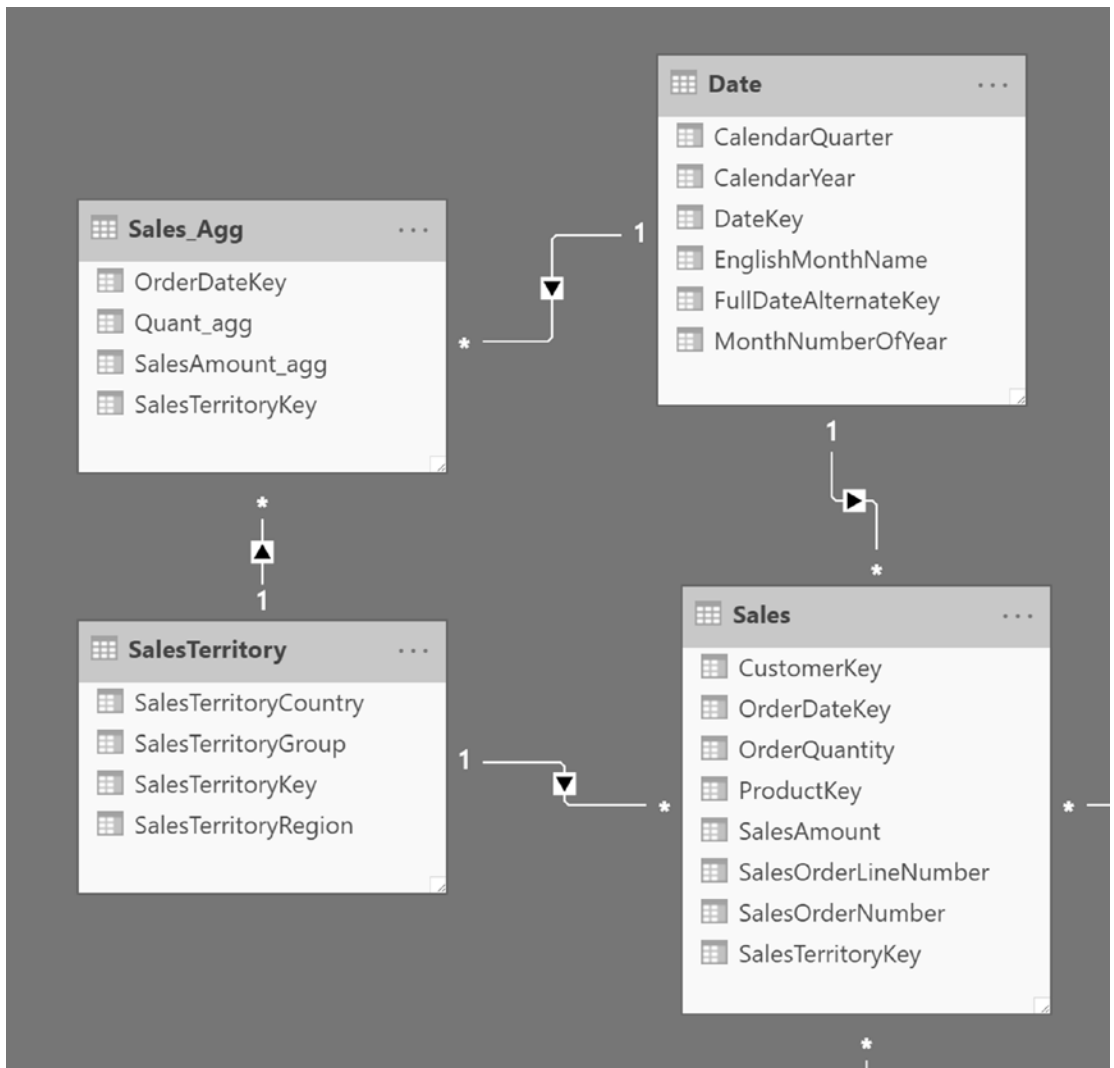 Date
CalendarQuarter
CalendarYear
DateKey
EnglishMonthName
FullDateAlternateKey
MonthNumberOfYear
Sales_Agg
OrderDateKey
Quant_agg
SalesAmount_agg
SalesTerritoryKey
1
*
*
1
1
*
SalesTerritory
SalesTerritoryCountry
SalesTerritoryGroup
SalesTerritoryKey
SalesTerritoryRegion
1
*
Sales
CustomerKey
OrderDateKey
OrderQuantity
ProductKey
SalesAmount
SalesOrderLineNumber
SalesOrderNumber
SalesTerritoryKey
*
*